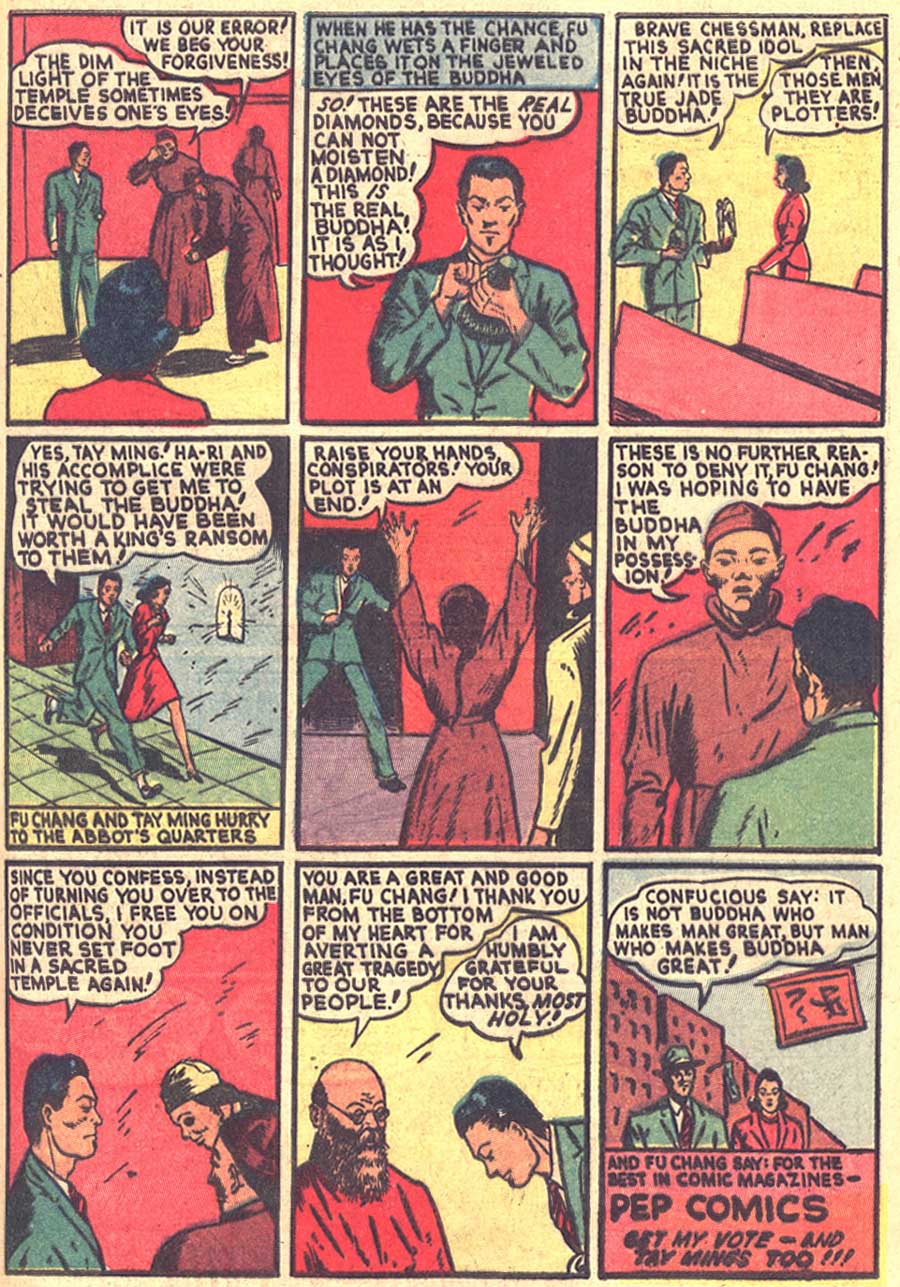 IT IS OUR ERROR!
WE BEG YOUR
FORGIVENESS!
THE DIM
LIGHT OF THE
TEMPLE SOMETIMES
DECEIVES ONE'S EYES!
WHEN HE HAS THE CHANCE, FU
CHANG WETS A FINGER AND
PLACES IT ON THE JEWELED
EYES OF THE BUDDHA
SO! THESE ARE THE REAL
DIAMONDS, BECAUSE YOU
CAN NOT
MOISTEN
A DIAMOND!
THIS IS
THE REAL
BUDDHA!
IT IS AS I
THOUGHT!
BRAVE CHESSMAN, REPLACE
THIS SACRED IDOL
IN THE NICHE
AGAIN! IT IS THE
TRUE JADE
BUDDHA!
THEN,
THOSE MEN,
THEY ARE
PLOTTERS!
YES, TAY MING! HA-RI AND
HIS ACCOMPLICE WERE
TRYING TO GET ME TO
STEAL THE BUDDHA!
IT WOULD HAVE BEEN
WORTH A KING'S RANSOM
TO THEM!
FU CHANG AND TAY MING HURRY
TO THE ABBOT'S QUARTERS
RAISE YOUR HANDS,
CONSPIRATORS! YOUR
PLOT IS AT AN
END!
THESE IS NO FURTHER REA-
SON TO DENY IT, FU CHANG!
I WAS HOPING TO HAVE
THE
BUDDHA
IN MY
POSSESS-
ION!
SINCE YOU CONFESS, INSTEAD
OF TURNING YOU OVER TO THE
OFFICIALS, I FREE YOU ON
CONDITION YOU
NEVER SET FOOT
IN A SACRED
TEMPLE AGAIN!
YOU ARE A GREAT AND GOOD
MAN, FU CHANG! I THANK YOU
FROM THE BOTTOM
OF MY HEART FOR
AVERTING A
GREAT TRAGEDY
TO OUR
PEOPLE!
I AM
HUMBLY
GRATEFUL
FOR YOUR
THANKS, MOST
HOLY!
CONFUCIOUS SAY: IT
IS NOT BUDDHA WHO
MAKES MAN GREAT, BUT MAN
WHO MAKES BUDDHA
GREAT!
AND FU CHANG SAY: FOR THE
BEST IN COMIC MAGAZINES—
PEP COMICS
GET MY VOTE — AND
TAY MINGS TOO!!!